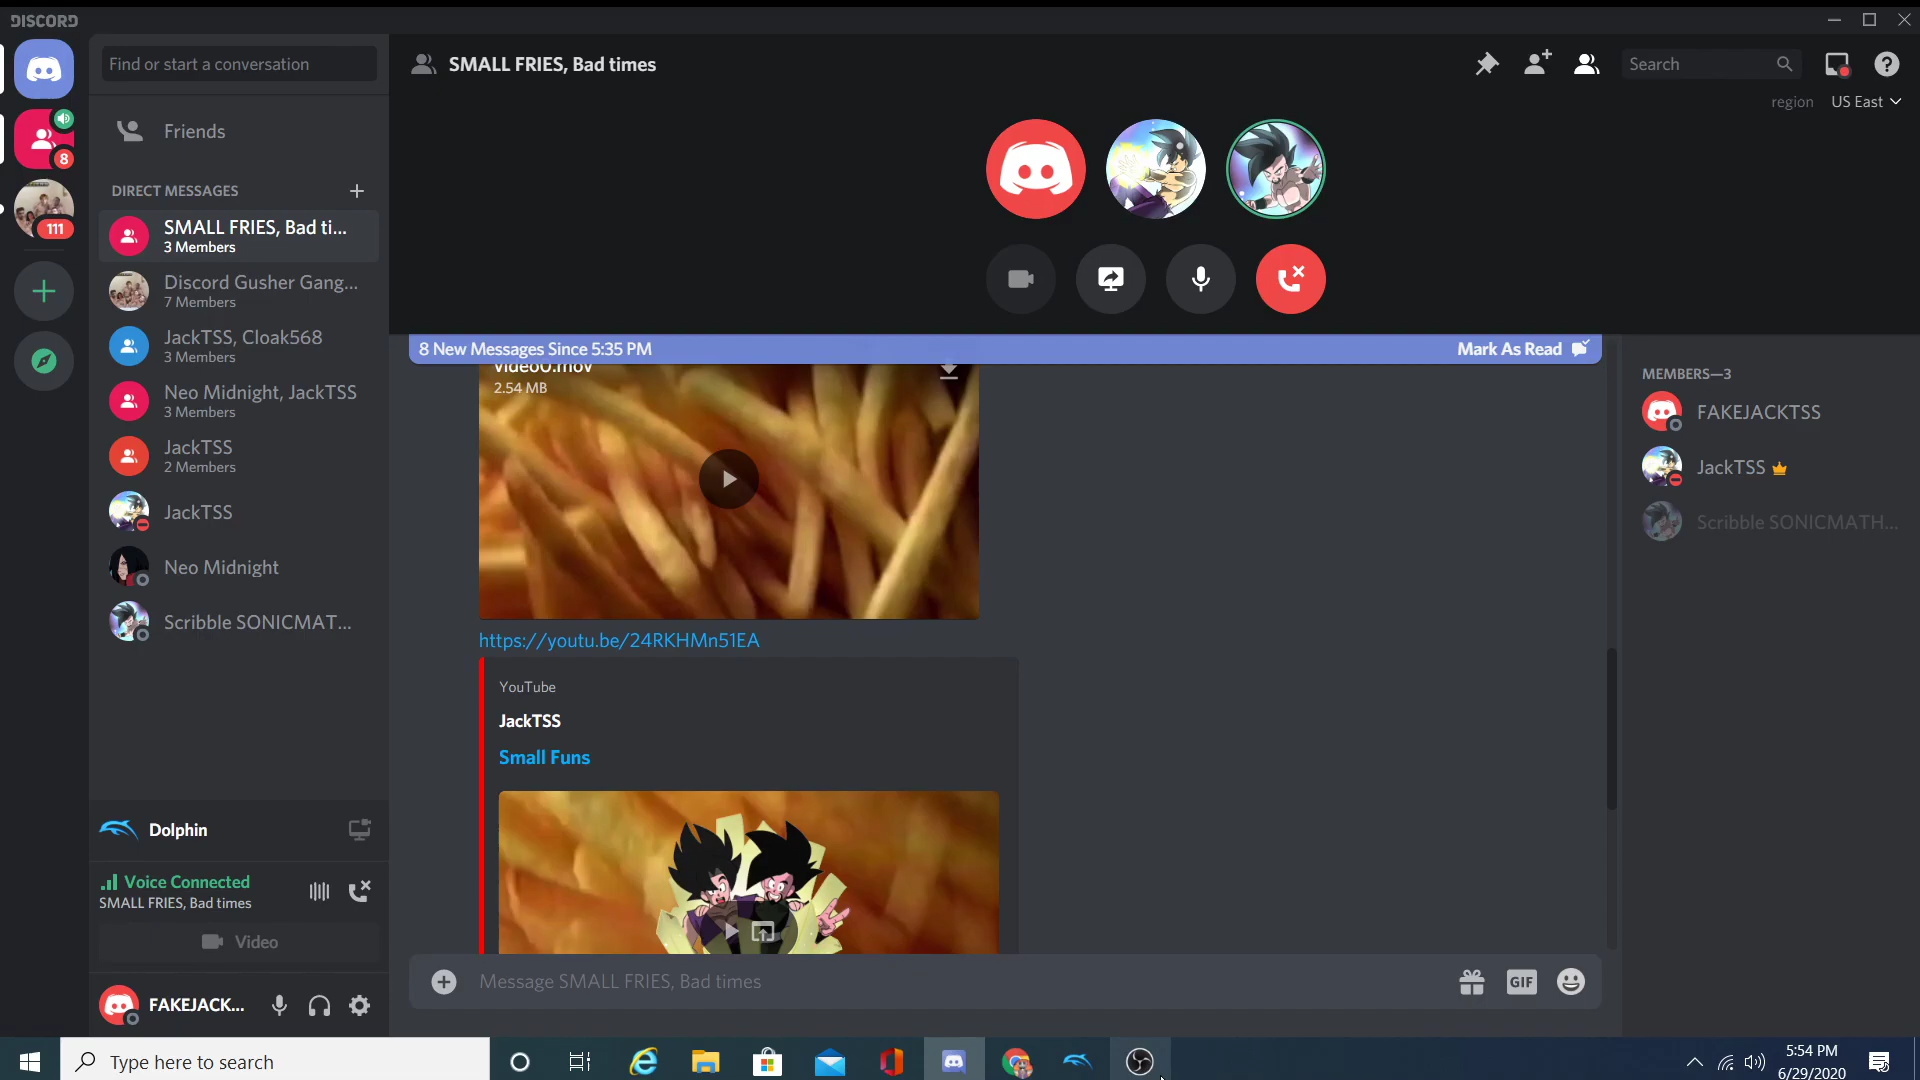 DISCORD
Find or start a conversation
Friends
DIRECT MESSAGES
SMALL FRIES, Bad ti...
3 Members
Discord Gusher Gang...
7 Members
JackTSS, Cloak568
3 Members
Neo Midnight, JackTSS
3 Members
JackTSS
2 Members
JackTSS
Neo Midnight
Scribble SONICMAT...
8
111
Dolphin
Voice Connected
SMALL FRIES, Bad times
Video
FAKEJACK...
SMALL FRIES, Bad times
Search
region US East
8 New Messages Since 5:35 PM
Mark As Read
video0.mov
2.54 MB
https://youtu.be/24RKHMn51EA
YouTube
JackTSS
Small Funs
Message SMALL FRIES, Bad times
GIF
MEMBERS—3
FAKEJACKTSS
JackTSS
Scribble SONICMATH...
Type here to search
5:54 PM
6/29/2020